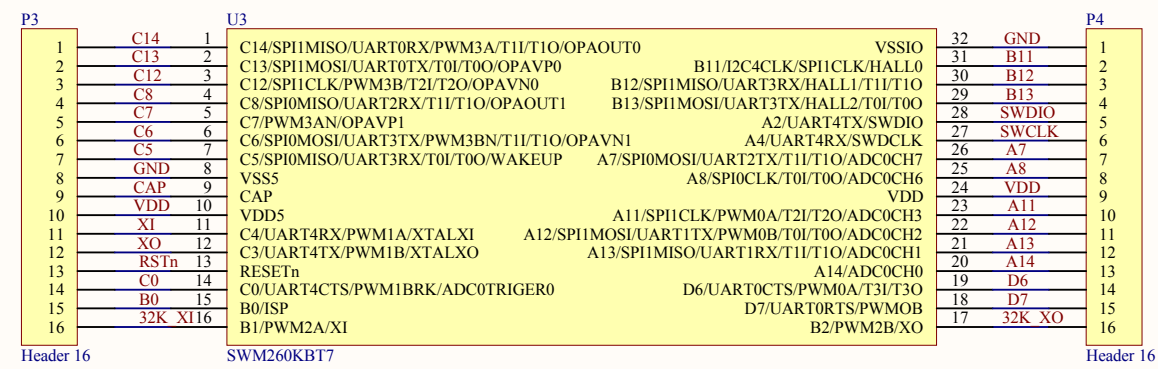 P3 U3 P4
1 C14 1 C14/SPI1MISO/UART0RX/PWM3A/T1I/T1O/OPAOUT0 VSSIO 32 GND 1
2 C13 2 C13/SPI1MOSI/UART0TX/T0I/T0O/OPAVP0 B11/I2C4CLK/SPI1CLK/HALL0 31 B11 2
3 C12 3 C12/SPI1CLK/PWM3B/T2I/T2O/OPAVN0 B12/SPI1MISO/UART3RX/HALL1/T1I/T1O 30 B12 3
4 C8 4 C8/SPI0MISO/UART2RX/T1I/T1O/OPAOUT1 B13/SPI1MOSI/UART3TX/HALL2/T0I/T0O 29 B13 4
5 C7 5 C7/PWM3AN/OPAVP1 A2/UART4TX/SWDIO 28 SWDIO 5
6 C6 6 C6/SPI0MOSI/UART3TX/PWM3BN/T1I/T1O/OPAVN1 A4/UART4RX/SWDCLK 27 SWCLK 6
7 C5 7 C5/SPI0MISO/UART3RX/T0I/T0O/WAKEUP A7/SPI0MOSI/UART2TX/T1I/T1O/ADC0CH7 26 A7 7
8 GND 8 VSS5 A8/SPI0CLK/T0I/T0O/ADC0CH6 25 A8 8
9 CAP 9 CAP VDD 24 VDD 9
10 VDD 10 VDD5 A11/SPI1CLK/PWM0A/T2I/T2O/ADC0CH3 23 A11 10
11 XI 11 C4/UART4RX/PWM1A/XTALXI A12/SPI1MOSI/UART1TX/PWM0B/T0I/T0O/ADC0CH2 22 A12 11
12 XO 12 C3/UART4TX/PWM1B/XTALXO A13/SPI1MISO/UART1RX/T1I/T1O/ADC0CH1 21 A13 12
13 RSTn 13 RESETn A14/ADC0CH0 20 A14 13
14 C0 14 C0/UART4CTS/PWM1BRK/ADC0TRIGER0 D6/UART0CTS/PWM0A/T3I/T3O 19 D6 14
15 B0 15 B0/ISP D7/UART0RTS/PWMOB 18 D7 15
16 32K_XI 16 B1/PWM2A/XI B2/PWM2B/XO 17 32K_XO 16
Header 16 SWM260KBT7 Header 16